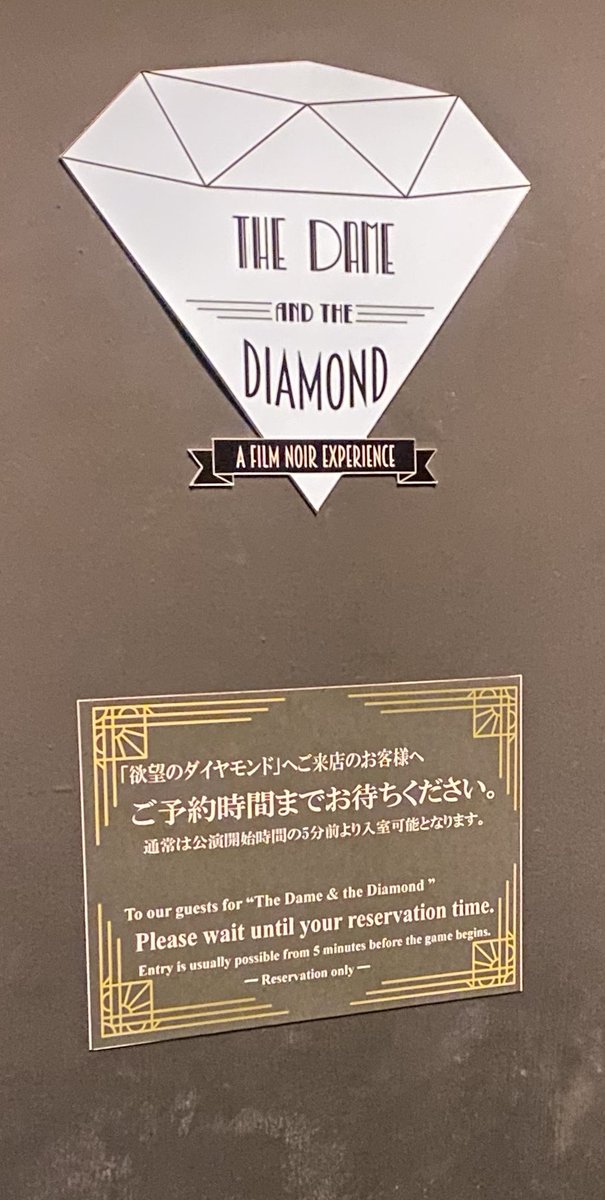 THE DAME
AND THE
DIAMOND
A FILM NOIR EXPERIENCE
「欲望のダイヤモンド」へご来店のお客様へ
ご予約時間までお待ちください。
通常は公演開始時間の5分前より入室可能となります。
To our guests for “The Dame & the Diamond ”
Please wait until your reservation time.
Entry is usually possible from 5 minutes before the game begins.
— Reservation only —